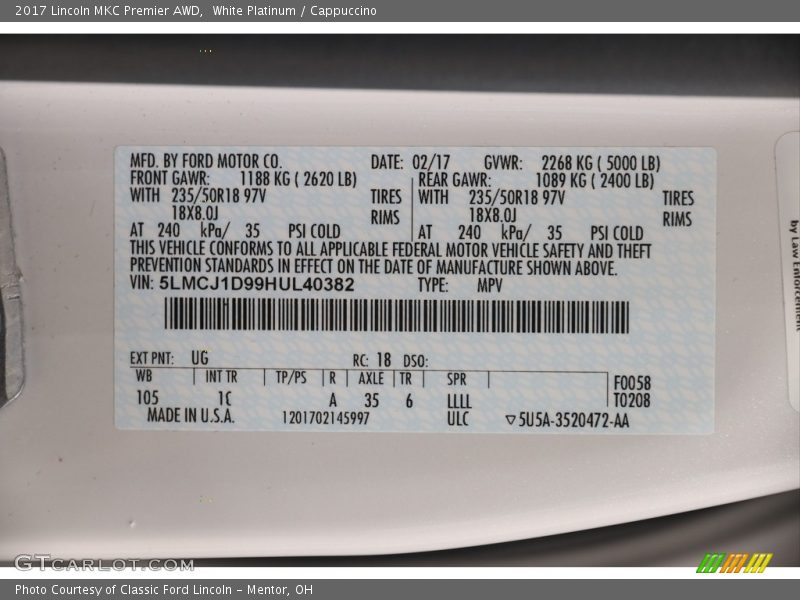 2017 Lincoln MKC Premier AWD,  White Platinum / Cappuccino
MFD. BY FORD MOTOR CO. DATE: 02/17 GVWR: 2268 KG ( 5000 LB)
FRONT GAWR: 1188 KG ( 2620 LB) REAR GAWR: 1089 KG ( 2400 LB)
WITH 235/50R18 97V TIRES WITH 235/50R18 97V TIRES
18X8.0J RIMS 18X8.0J RIMS
AT 240 kPa/ 35 PSI COLD AT 240 kPa/ 35 PSI COLD
THIS VEHICLE CONFORMS TO ALL APPLICABLE FEDERAL MOTOR VEHICLE SAFETY AND THEFT
PREVENTION STANDARDS IN EFFECT ON THE DATE OF MANUFACTURE SHOWN ABOVE.
VIN: 5LMCJ1D99HUL40382 TYPE: MPV
EXT PNT: UG RC: 18 DSO:
WB INT TR TP/PS R AXLE TR SPR F0058
105 1C A 35 6 LLLL T0208
MADE IN U.S.A. 1201702145997 ULC ▽5U5A-3520472-AA
by Law Enforcement
GTCARLOT.COM
Photo Courtesy of Classic Ford Lincoln - Mentor, OH